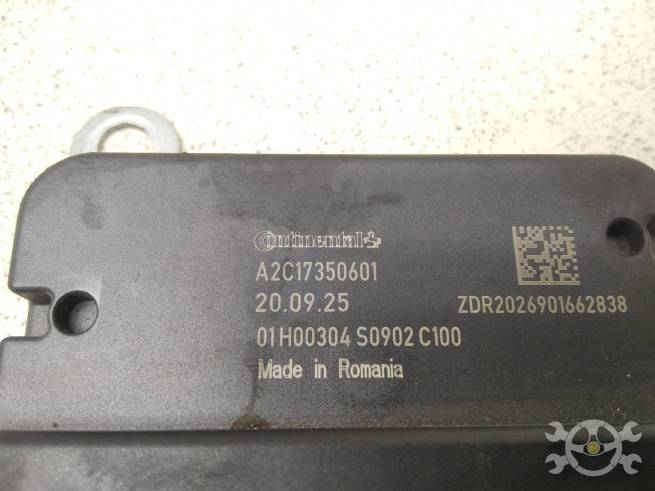 Continental
A2C17350601
20.09.25
ZDR2026901662838
01H00304 S0902 C100
Made in Romania